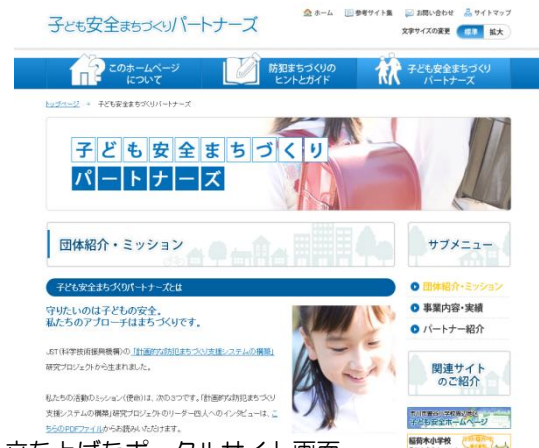 子ども安全まちづくりパートナーズ
ホーム 参考サイト集 お問い合わせ サイトマップ
文字サイズの変更 標準 拡大
このホームページ
について
防犯まちづくりの
ヒントとガイド
子ども安全まちづくり
パートナーズ
トップページ > 子ども安全まちづくりパートナーズ
子ども安全まちづくり
パートナーズ
団体紹介・ミッション
サブメニュー
子ども安全まちづくりパートナーズとは
団体紹介・ミッション
守りたいのは子どもの安全。
私たちのアプローチはまちづくりです。
事業内容・実績
パートナー紹介
JST(科学技術振興機構)の「計画的な防犯まちづくり支援システムの構築」
研究プロジェクトから生まれました。
関連サイト
のご紹介
私たちの活動のミッション(使命)は、次の3つです。「計画的な防犯まちづくり
支援システムの構築」研究プロジェクトのリーダー四人へのインタビューは、こ
ちらのPDFファイルからお読みいただけます。
子ども安全ホームページ
稲荷木小学校
立ち上げたポータルサイト画面